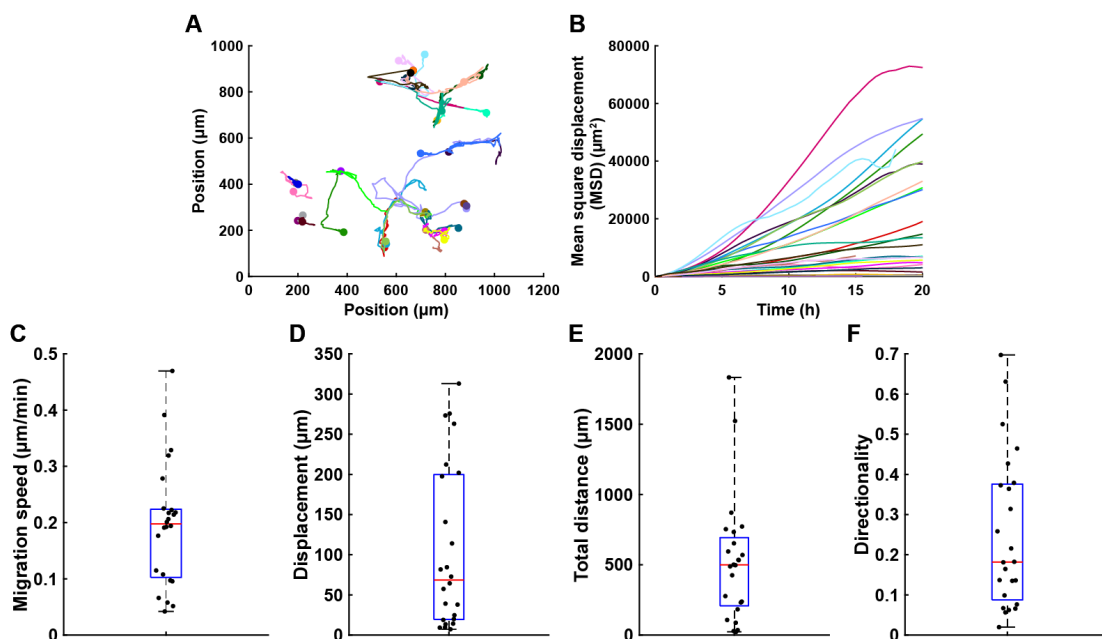 A
1000
800
600
400
200
0
Position (µm)
0 200 400 600 800 1000 1200
Position (µm)
B
80000
60000
40000
20000
0
Mean square displacement
(MSD) (µm²)
0 5 10 15 20
Time (h)
C
0.5
0.4
0.3
0.2
0.1
0
Migration speed (µm/min)
D
350
300
250
200
150
100
50
0
Displacement (µm)
E
2000
1500
1000
500
0
Total distance (µm)
F
0.7
0.6
0.5
0.4
0.3
0.2
0.1
0
Directionality